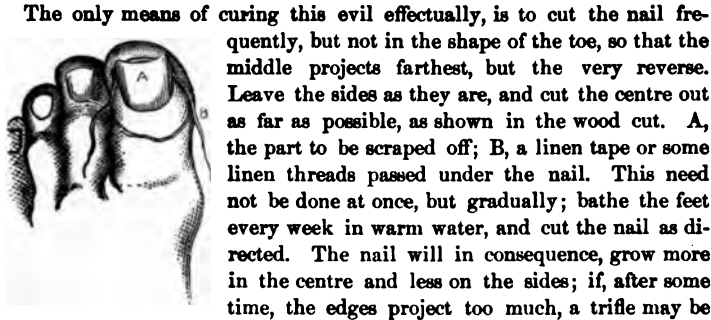 The only means of curing this evil effectually, is to cut the nail fre-
quently, but not in the shape of the toe, so that the
middle projects farthest, but the very reverse.
Leave the sides as they are, and cut the centre out
as far as possible, as shown in the wood cut. A,
the part to be scraped off; B, a linen tape or some
linen threads passed under the nail. This need
not be done at once, but gradually; bathe the feet
every week in warm water, and cut the nail as di-
rected. The nail will in consequence, grow more
in the centre and less on the sides; if, after some
time, the edges project too much, a trifle may be
A
B